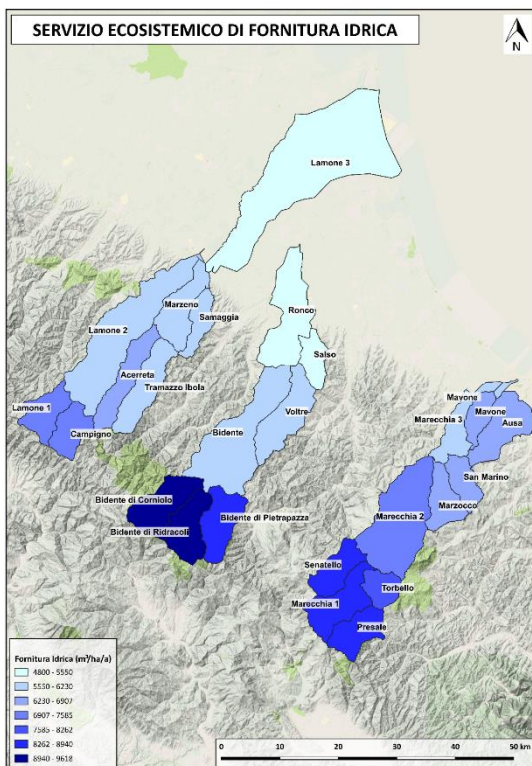 SERVIZIO ECOSISTEMICO DI FORNITURA IDRICA
N
Lamone 3
Marzeno
Lamone 2
Samaggia
Ronco
Salso
Acerreta
Tramazzo Ibola
Lamone 1
Campigno
Voltre
Bidente
Mavone
Mavone
Ausa
Marecchia 3
San Marino
Marzocco
Bidente di Corniolo
Bidente di Pietrapazza
Bidente di Ridracoli
Marecchia 2
Senatello
Torbello
Marecchia 1
Presale
Fornitura Idrica (m³/ha/a)
4800 - 5550
5550 - 6230
6230 - 6907
6907 - 7585
7585 - 8262
8262 - 8940
8940 - 9618
0 10 20 30 40 50 km